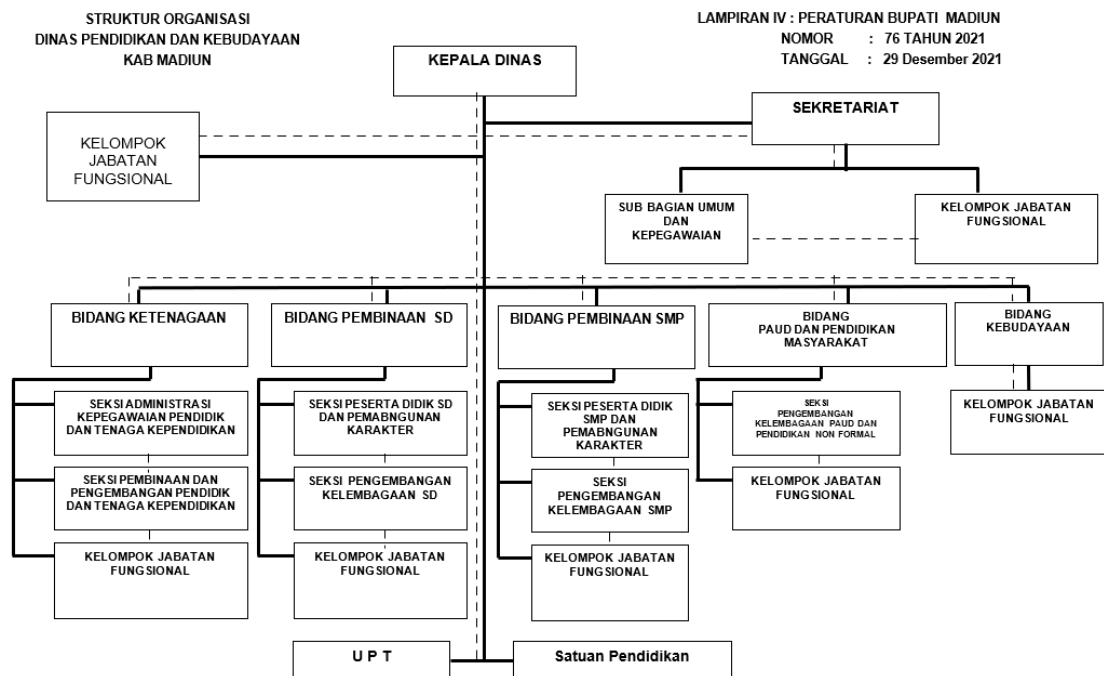 STRUKTUR ORGANISASI
DINAS PENDIDIKAN DAN KEBUDAYAAN
KAB MADIUN
LAMPIRAN IV : PERATURAN BUPATI MADIUN
NOMOR : 76 TAHUN 2021
TANGGAL : 29 Desember 2021
KEPALA DINAS
SEKRETARIAT
KELOMPOK
JABATAN
FUNGSIONAL
SUB BAGIAN UMUM
DAN
KEPEGAWAIAN
KELOMPOK JABATAN
FUNGSIONAL
BIDANG KETENAGAAN
BIDANG PEMBINAAN SD
BIDANG PEMBINAAN SMP
BIDANG
PAUD DAN PENDIDIKAN
MASYARAKAT
BIDANG
KEBUDAYAAN
SEKSI ADMINISTRASI
KEPEGAWAIAN PENDIDIK
DAN TENAGA KEPENDIDIKAN
SEKSI PESERTA DIDIK SD
DAN PEMABNGUNAN
KARAKTER
SEKSI PESERTA DIDIK
SMP DAN
PEMABNGUNAN
KARAKTER
SEKSI
PENGEMBANGAN
KELEMBAGAAN PAUD DAN
PENDIDIKAN NON FORMAL
KELOMPOK JABATAN
FUNGSIONAL
SEKSI PEMBINAAN DAN
PENGEMBANGAN PENDIDIK
DAN TENAGA KEPENDIDIKAN
SEKSI PENGEMBANGAN
KELEMBAGAAN SD
SEKSI
PENGEMBANGAN
KELEMBAGAAN SMP
KELOMPOK JABATAN
FUNGSIONAL
KELOMPOK JABATAN
FUNGSIONAL
KELOMPOK JABATAN
FUNGSIONAL
KELOMPOK JABATAN
FUNGSIONAL
U P T
Satuan Pendidikan